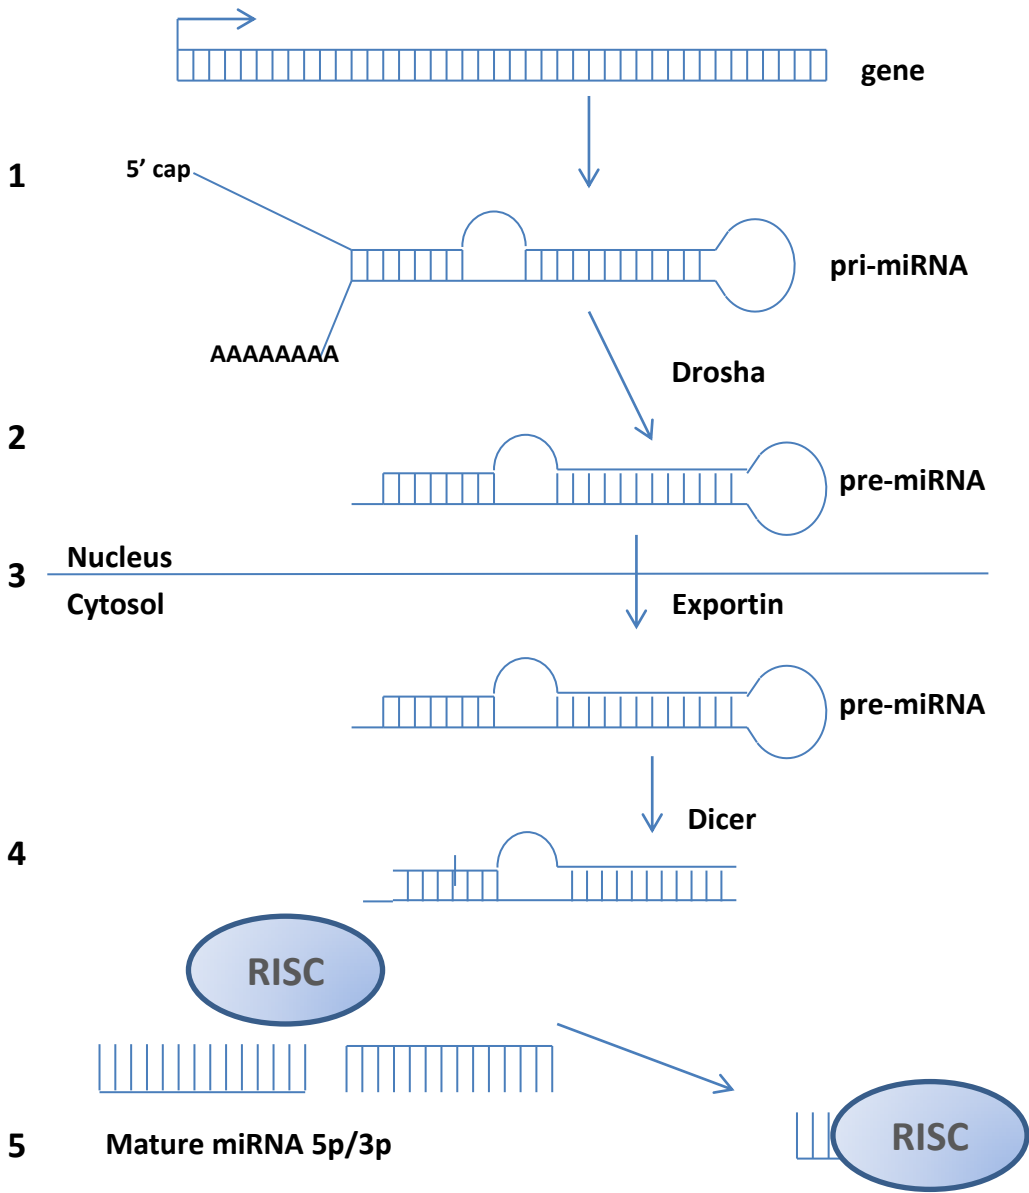 gene
1
5’ cap
pri-miRNA
AAAAAAAA
Drosha
2
pre-miRNA
Nucleus
3
Cytosol
Exportin
pre-miRNA
Dicer
4
RISC
RISC
5
Mature miRNA 5p/3p